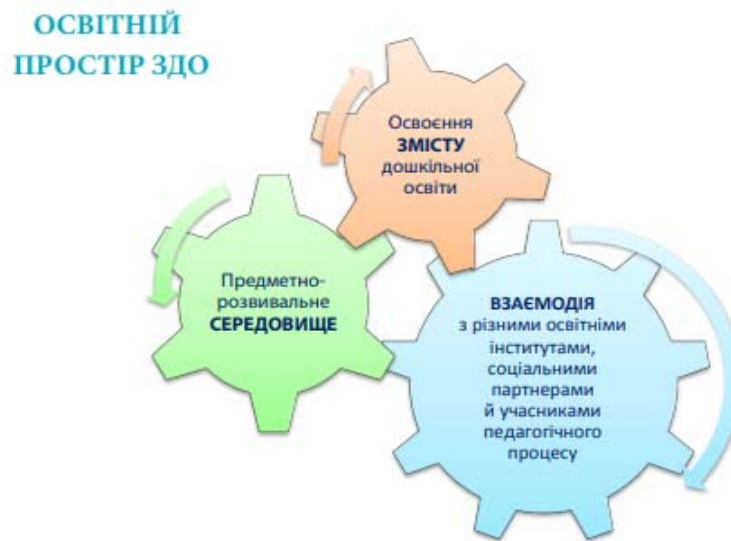 ОСВІТНІЙ
ПРОСТІР ЗДО
Освоєння
ЗМІСТУ
дошкільної
освіти
Предметно-
розвивальне
СЕРЕДОВИЩЕ
ВЗАЄМОДІЯ
з різними освітніми
інститутами,
соціальними
партнерами
й учасниками
педагогічного
процесу